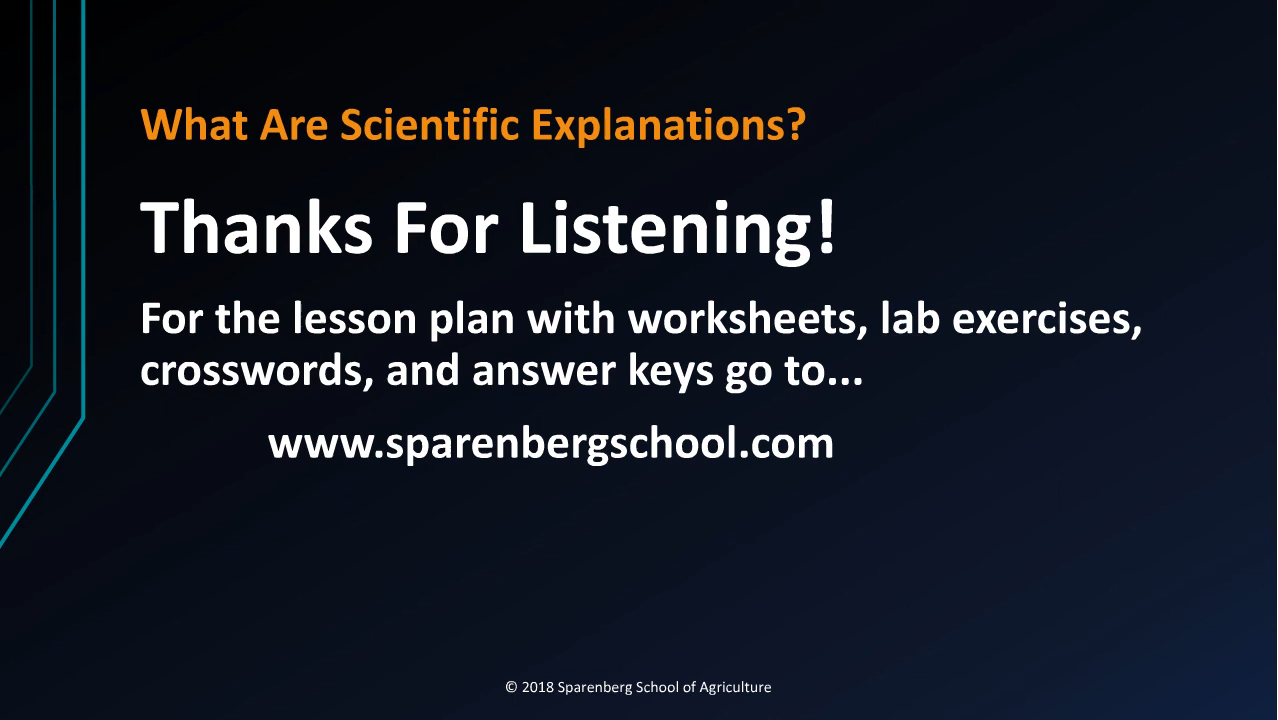 What Are Scientific Explanations?
Thanks For Listening!
For the lesson plan with worksheets, lab exercises,
crosswords, and answer keys go to...
www.sparenbergschool.com
© 2018 Sparenberg School of Agriculture